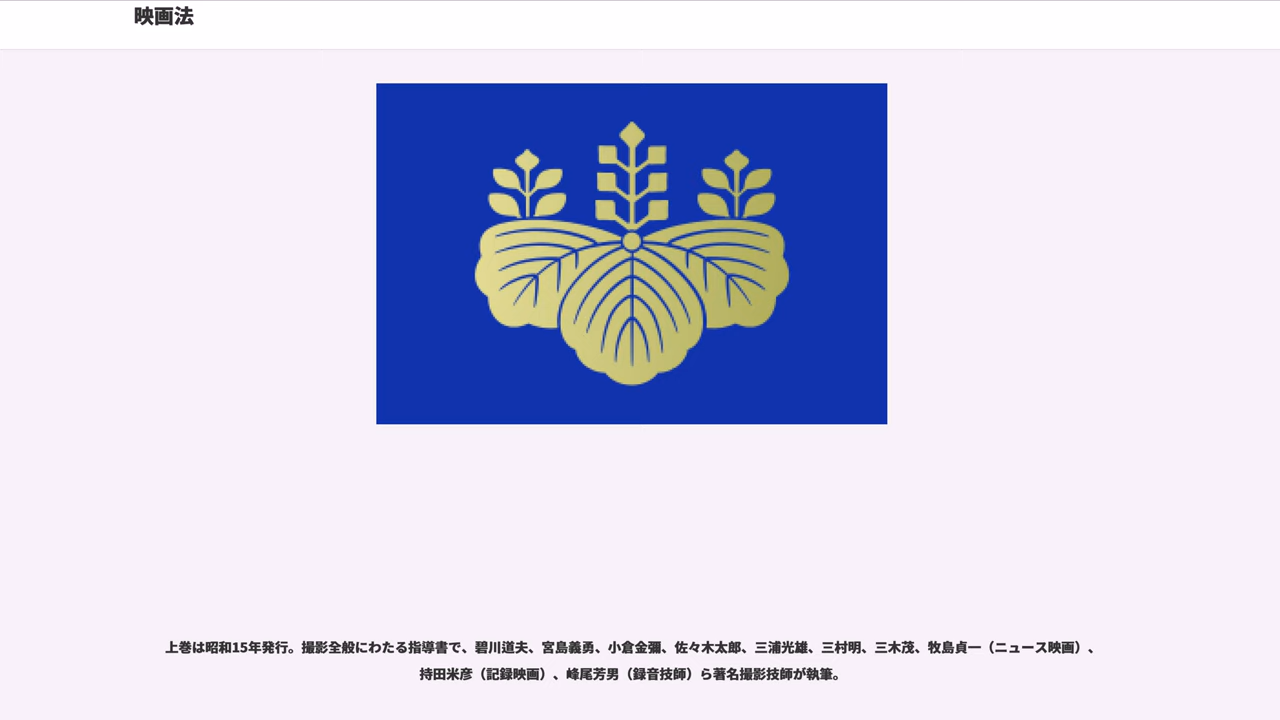 映画法
上巻は昭和15年発行。撮影全般にわたる指導書で、碧川道夫、宮島義勇、小倉金彌、佐々木太郎、三浦光雄、三村明、三木茂、牧島貞一（ニュース映画）、
持田米彦（記録映画）、峰尾芳男（録音技師）ら著名撮影技師が執筆。